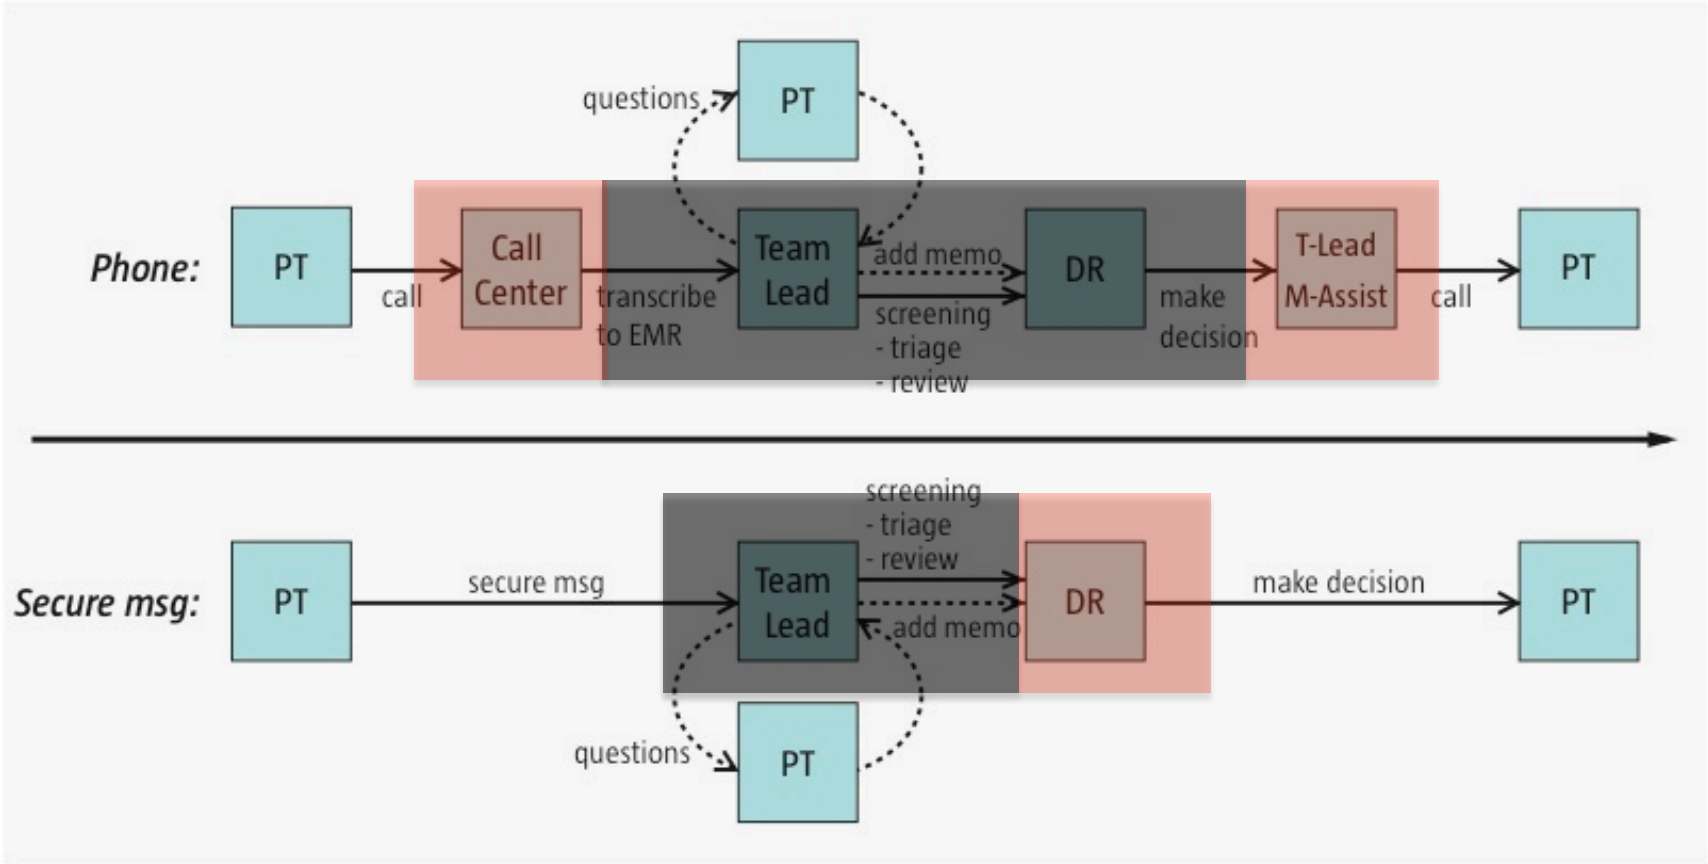 PT
questions
Phone:
PT
call
Call
Center
transcribe
to EMR
Team
Lead
add memo
screening
- triage
- review
DR
make
decision
T-Lead
M-Assist
call
PT
Secure msg:
PT
secure msg
Team
Lead
screening
- triage
- review
add memo
DR
make decision
PT
questions
PT